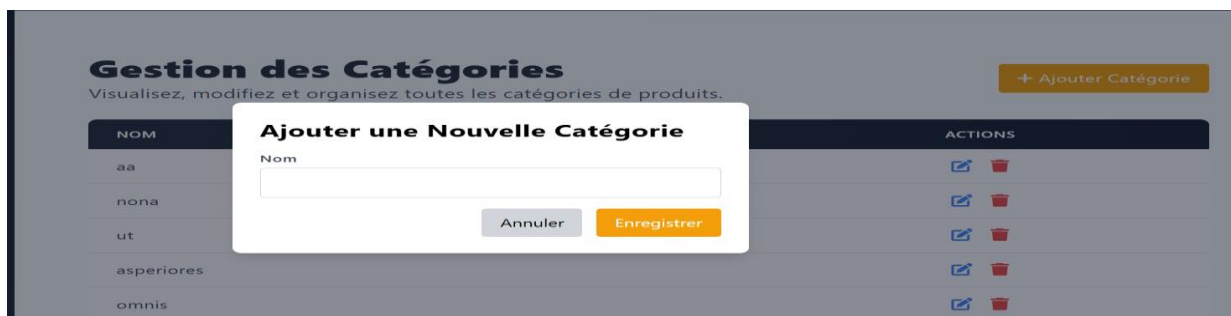 Gestion des Catégories
+ Ajouter Catégorie
Visualisez, modifiez et organisez toutes les catégories de produits.
NOM
ACTIONS
Ajouter une Nouvelle Catégorie
Nom
Annuler
Enregistrer
aa
nona
ut
asperiores
omnis